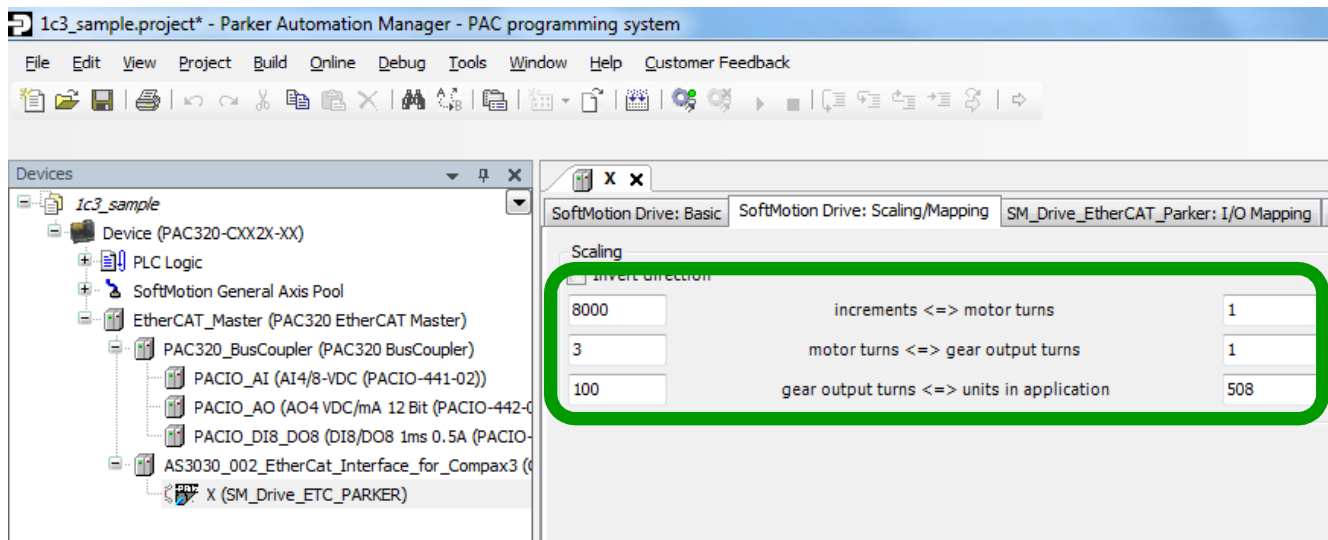 1c3_sample.project* - Parker Automation Manager - PAC programming system
File Edit View Project Build Online Debug Tools Window Help Customer Feedback
Devices
1c3_sample
Device (PAC320-CXX2X-XX)
PLC Logic
SoftMotion General Axis Pool
EtherCAT_Master (PAC320 EtherCAT Master)
PAC320_BusCoupler (PAC320 BusCoupler)
PACIO_AI (AI4/8-VDC (PACIO-441-02))
PACIO_AO (AO4 VDC/mA 12 Bit (PACIO-442-0
PACIO_DI8_DO8 (DI8/DO8 1ms 0.5A (PACIO-
AS3030_002_EtherCat_Interface_for_Compax3 (
X (SM_Drive_ETC_PARKER)
X
SoftMotion Drive: Basic SoftMotion Drive: Scaling/Mapping SM_Drive_EtherCAT_Parker: I/O Mapping
Scaling
Invert direction
8000 increments <=> motor turns 1
3 motor turns <=> gear output turns 1
100 gear output turns <=> units in application 508